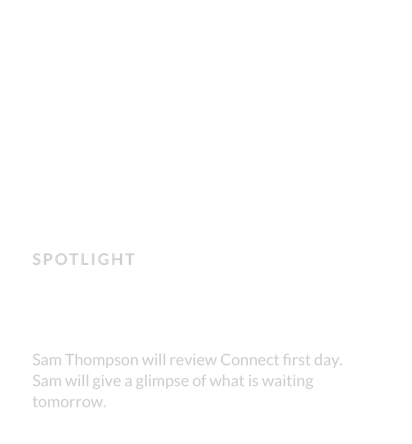 SPOTLIGHT
Sam Thompson will review Connect first day.
Sam will give a glimpse of what is waiting
tomorrow.